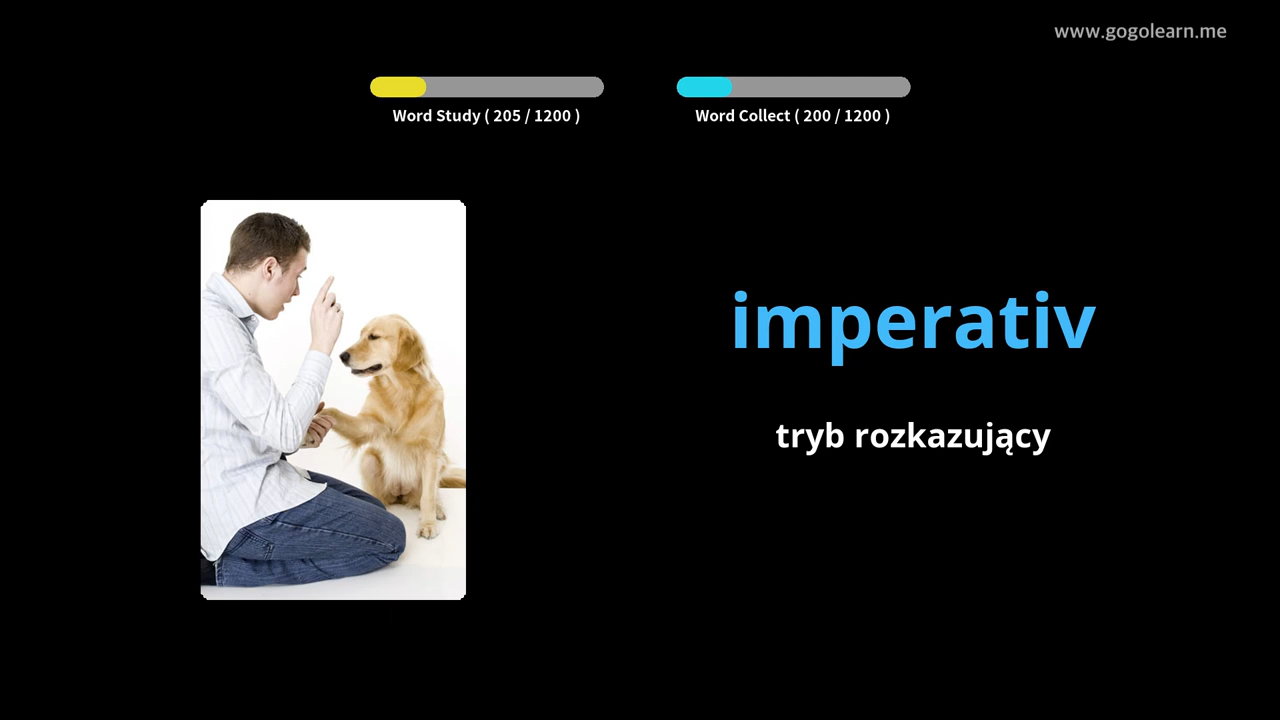 www.gogolearn.me
Word Study ( 205 / 1200 )
Word Collect ( 200 / 1200 )
imperativ
tryb rozkazujący